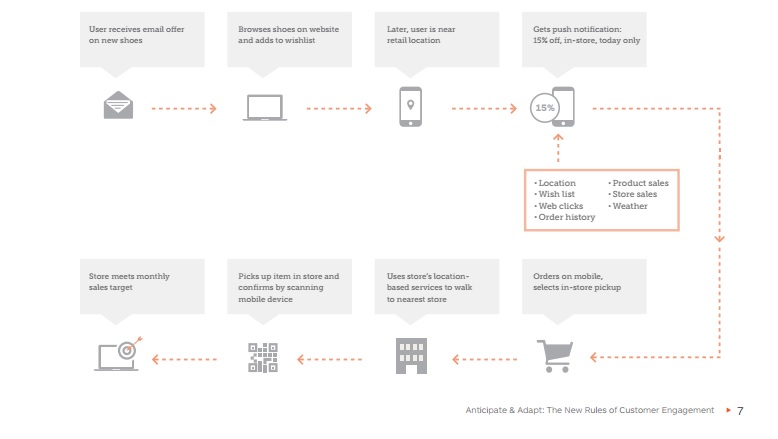 User receives email offer
on new shoes
Browses shoes on website
and adds to wishlist
Later, user is near
retail location
Gets push notification:
15% off, in-store, today only
15%
• Location
• Wish list
• Web clicks
• Order history
• Product sales
• Store sales
• Weather
Orders on mobile,
selects in-store pickup
Uses store's location-
based services to walk
to nearest store
Picks up item in store and
confirms by scanning
mobile device
Store meets monthly
sales target
Anticipate & Adapt: The New Rules of Customer Engagement 7